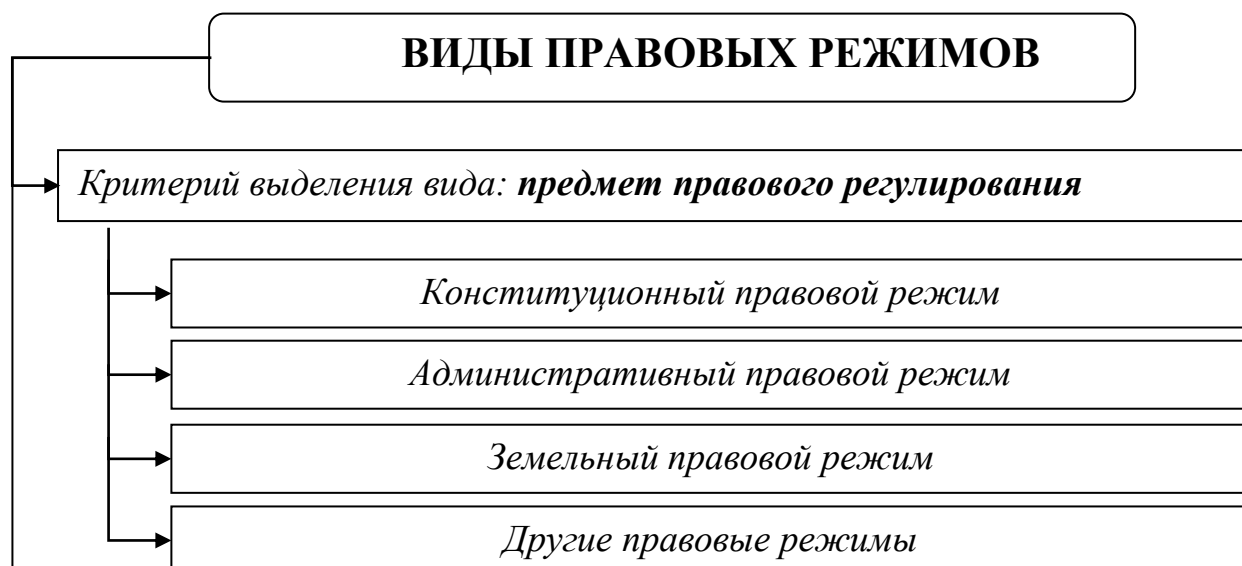 ВИДЫ ПРАВОВЫХ РЕЖИМОВ
Критерий выделения вида: предмет правового регулирования
Конституционный правовой режим
Административный правовой режим
Земельный правовой режим
Другие правовые режимы